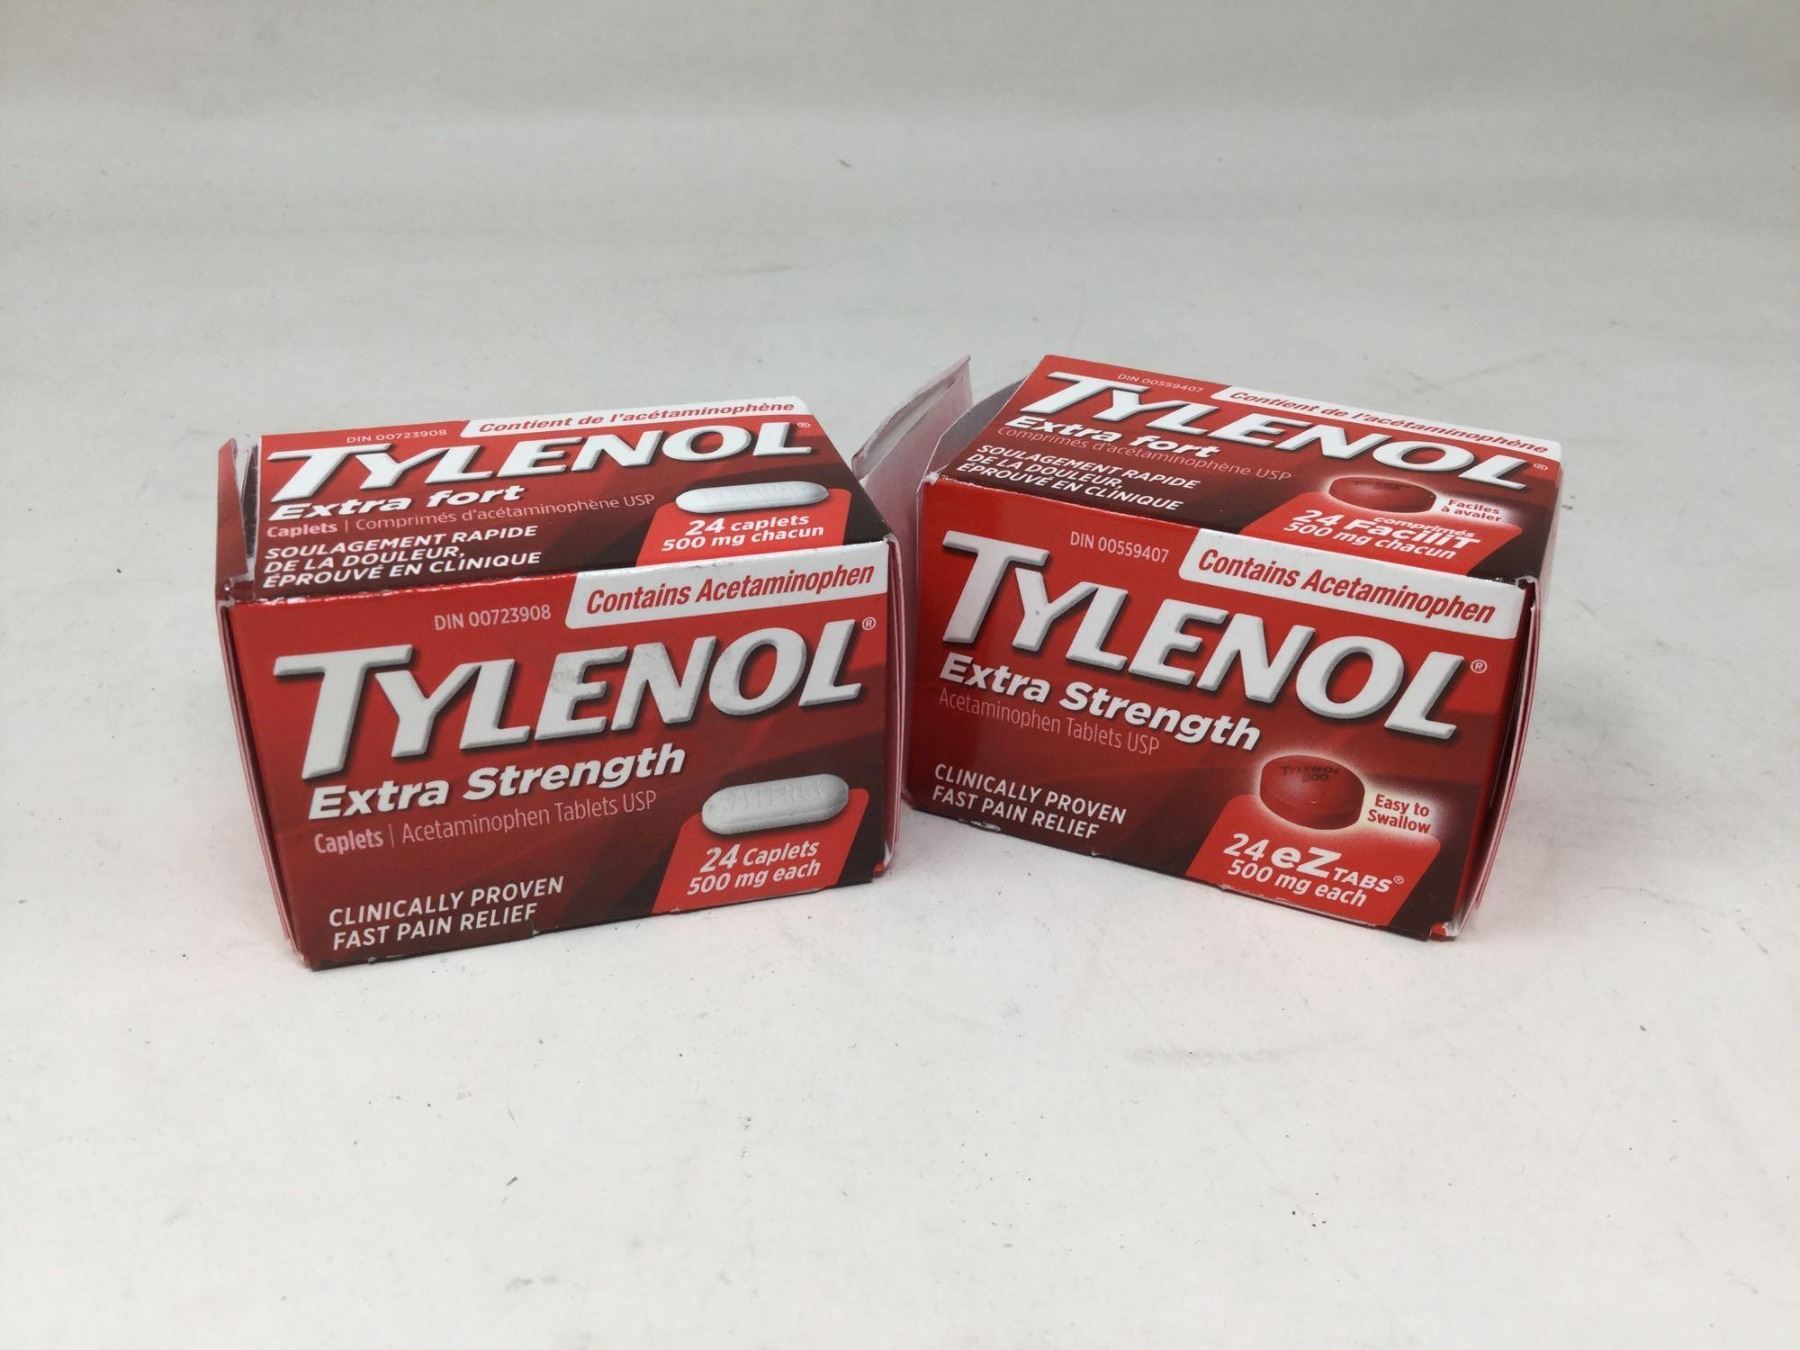 DIN 00723908
Contient de l'acétaminophène
TYLENOL®
Extra fort
Caplets | Comprimés d'acétaminophène USP
SOULAGEMENT RAPIDE
DE LA DOULEUR,
ÉPROUVÉ EN CLINIQUE
24 caplets
500 mg chacun
DIN 00723908
Contains Acetaminophen
TYLENOL®
Extra Strength
Caplets | Acetaminophen Tablets USP
TYLENOL
24 Caplets
500 mg each
CLINICALLY PROVEN
FAST PAIN RELIEF
DIN 00559407
Contient de l'acétaminophène
TYLENOL®
Extra fort
Comprimés d'acétaminophène USP
SOULAGEMENT RAPIDE
DE LA DOULEUR,
ÉPROUVÉ EN CLINIQUE
Faciles
à avaler
comprimés
24 FaciliT
500 mg chacun
DIN 00559407
Contains Acetaminophen
TYLENOL®
Extra Strength
Acetaminophen Tablets USP
CLINICALLY PROVEN
FAST PAIN RELIEF
TYLENOL
500
Easy to
Swallow
24 eZ TABS®
500 mg each